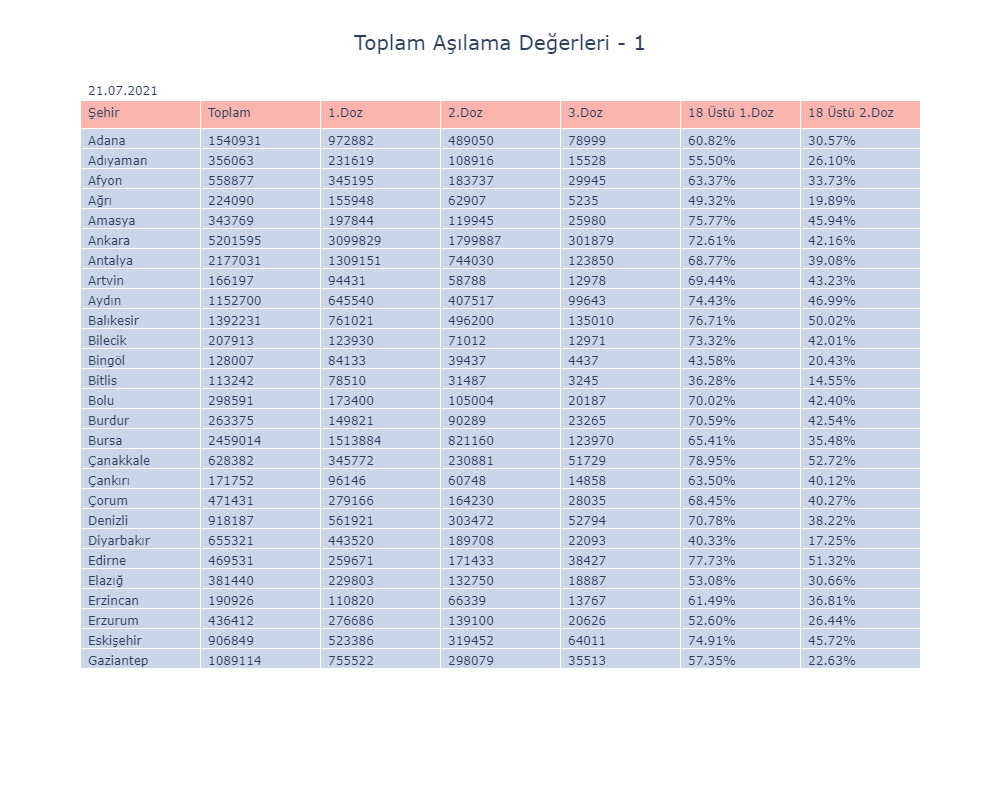 Toplam Aşılama Değerleri - 1
21.07.2021
Şehir Toplam 1.Doz 2.Doz 3.Doz 18 Üstü 1.Doz 18 Üstü 2.Doz
Adana 1540931 972882 489050 78999 60.82% 30.57%
Adıyaman 356063 231619 108916 15528 55.50% 26.10%
Afyon 558877 345195 183737 29945 63.37% 33.73%
Ağrı 224090 155948 62907 5235 49.32% 19.89%
Amasya 343769 197844 119945 25980 75.77% 45.94%
Ankara 5201595 3099829 1799887 301879 72.61% 42.16%
Antalya 2177031 1309151 744030 123850 68.77% 39.08%
Artvin 166197 94431 58788 12978 69.44% 43.23%
Aydın 1152700 645540 407517 99643 74.43% 46.99%
Balıkesir 1392231 761021 496200 135010 76.71% 50.02%
Bilecik 207913 123930 71012 12971 73.32% 42.01%
Bingöl 128007 84133 39437 4437 43.58% 20.43%
Bitlis 113242 78510 31487 3245 36.28% 14.55%
Bolu 298591 173400 105004 20187 70.02% 42.40%
Burdur 263375 149821 90289 23265 70.59% 42.54%
Bursa 2459014 1513884 821160 123970 65.41% 35.48%
Çanakkale 628382 345772 230881 51729 78.95% 52.72%
Çankırı 171752 96146 60748 14858 63.50% 40.12%
Çorum 471431 279166 164230 28035 68.45% 40.27%
Denizli 918187 561921 303472 52794 70.78% 38.22%
Diyarbakır 655321 443520 189708 22093 40.33% 17.25%
Edirne 469531 259671 171433 38427 77.73% 51.32%
Elazığ 381440 229803 132750 18887 53.08% 30.66%
Erzincan 190926 110820 66339 13767 61.49% 36.81%
Erzurum 436412 276686 139100 20626 52.60% 26.44%
Eskişehir 906849 523386 319452 64011 74.91% 45.72%
Gaziantep 1089114 755522 298079 35513 57.35% 22.63%